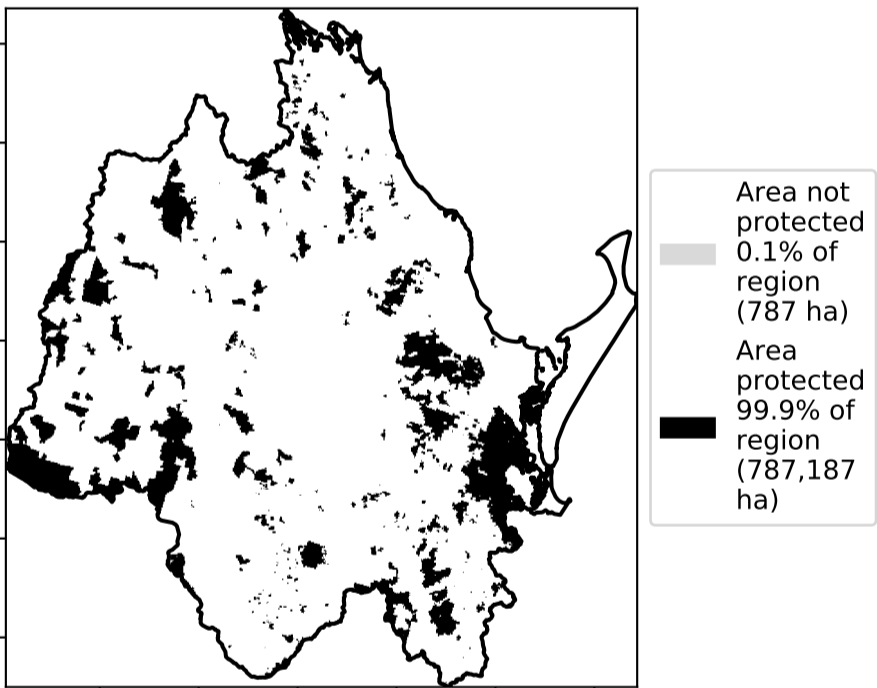 Area not
protected
0.1% of
region
(787 ha)
Area
protected
99.9% of
region
(787,187
ha)